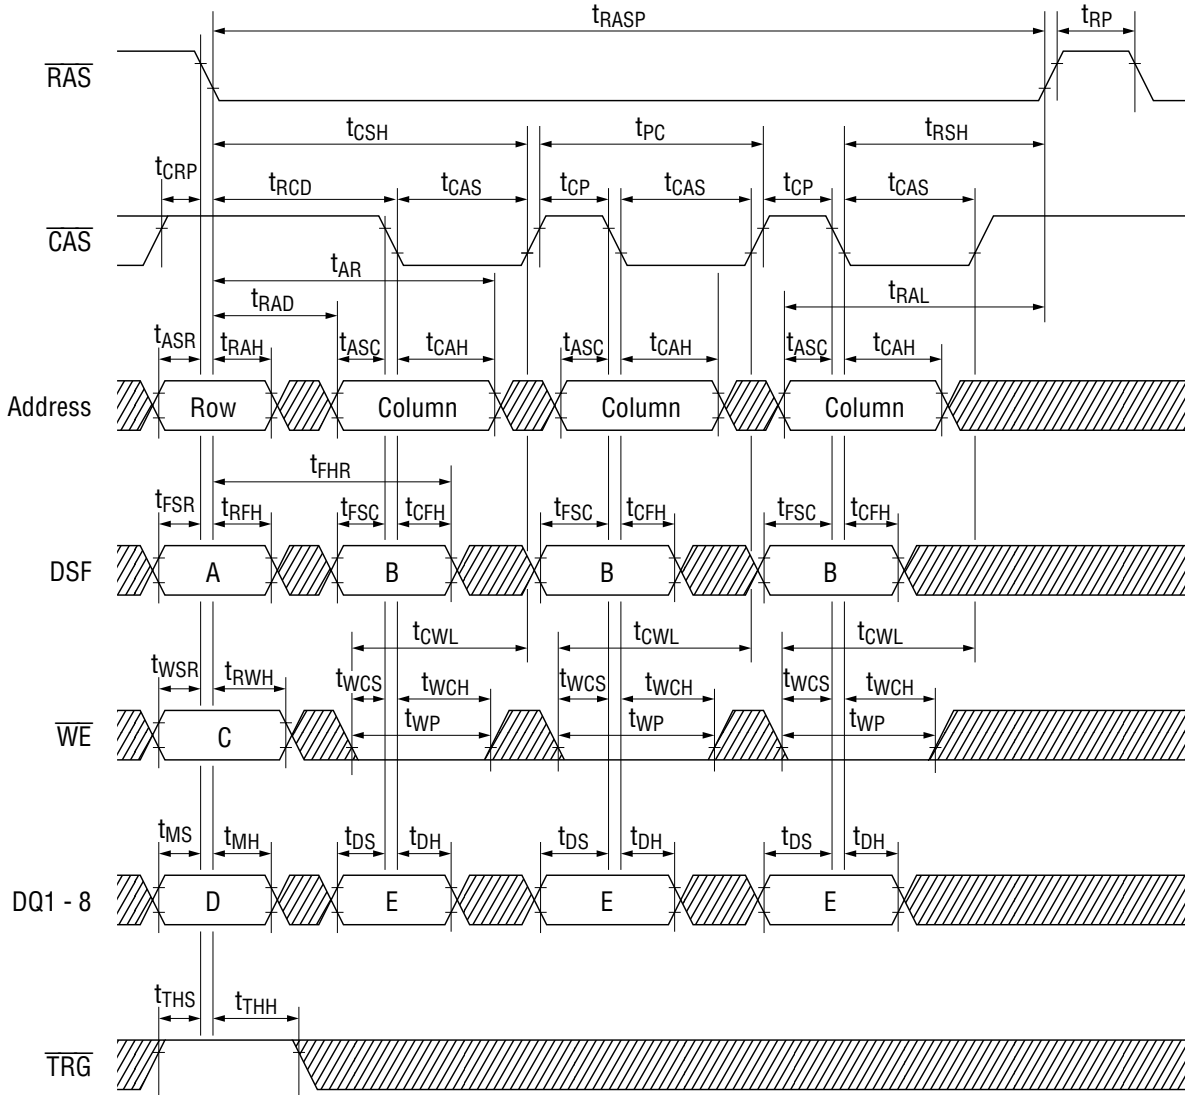 tRASP tRP
RAS
tCSH tPC tRSH
tCRP tRCD tCAS tCP tCAS tCP tCAS
CAS
tAR
tRAD tRAL
tASR tRAH tASC tCAH tASC tCAH tASC tCAH
Address Row Column Column Column
tFHR
tFSR tRFH tFSC tCFH tFSC tCFH tFSC tCFH
DSF A B B B
tCWL tCWL tCWL
tWSR tRWH tWCS tWCH tWCS tWCH tWCS tWCH
tWP tWP tWP
WE C
tMS tMH tDS tDH tDS tDH tDS tDH
DQ1 - 8 D E E E
tTHS tTHH
TRG